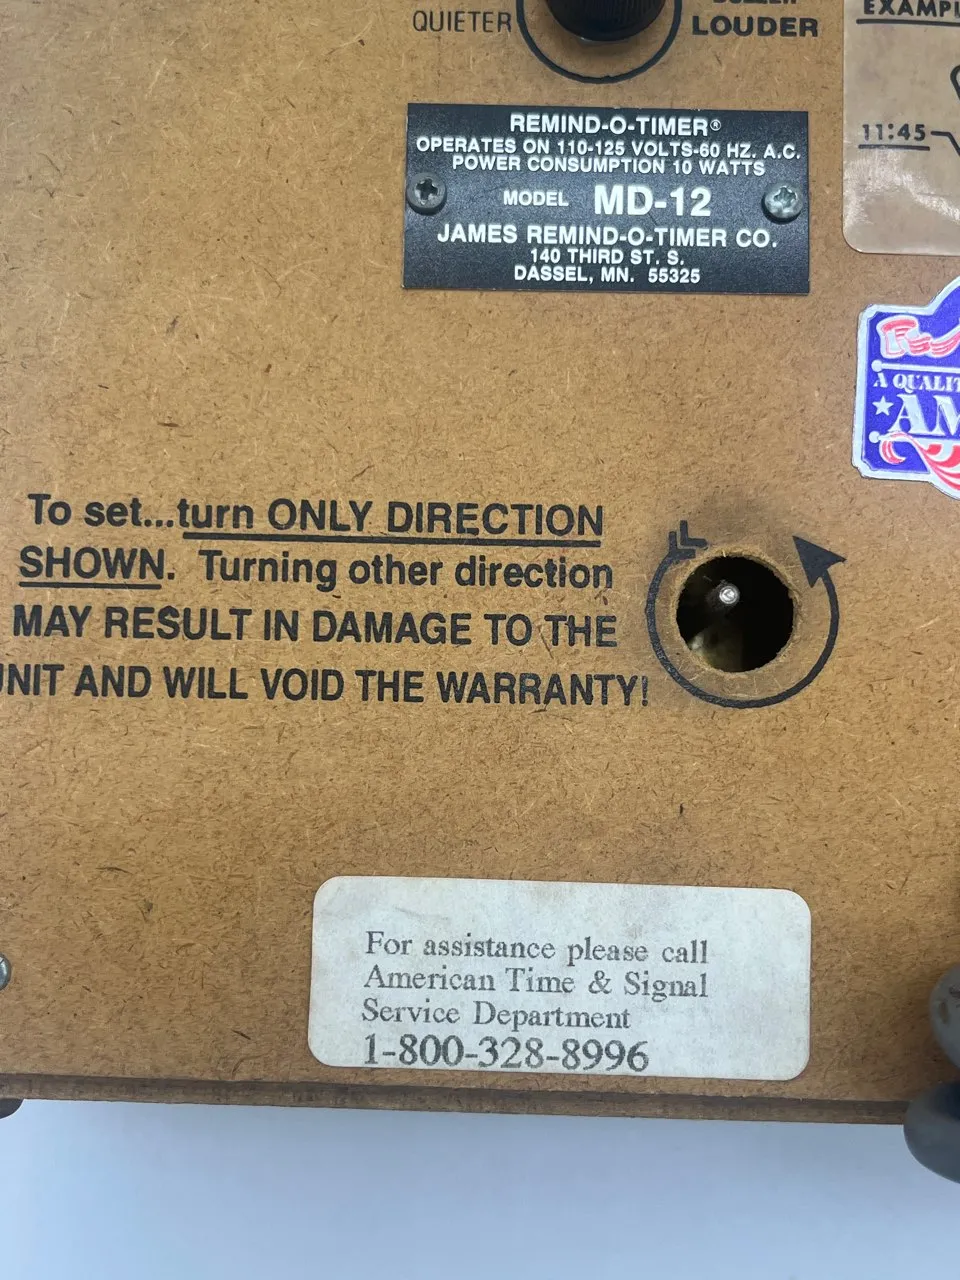 QUIETER
LOUDER
REMIND-O-TIMER®
OPERATES ON 110-125 VOLTS-60 HZ. A.C.
POWER CONSUMPTION 10 WATTS
MODEL MD-12
JAMES REMIND-O-TIMER CO.
140 THIRD ST. S.
DASSEL, MN. 55325
11:45
A
To set...turn ONLY DIRECTION
SHOWN. Turning other direction
MAY RESULT IN DAMAGE TO THE
UNIT AND WILL VOID THE WARRANTY!
For assistance please call
American Time & Signal
Service Department
1-800-328-8996